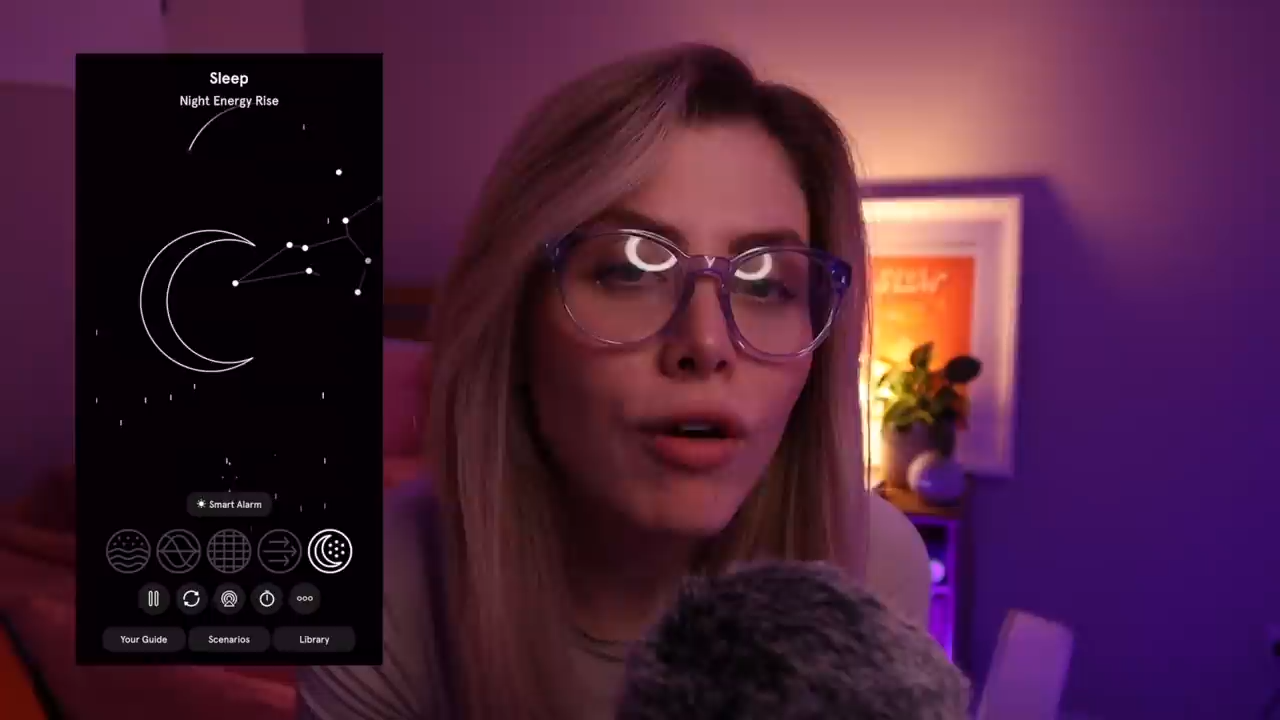 Sleep
Night Energy Rise
Smart Alarm
Your Guide
Scenarios
Library